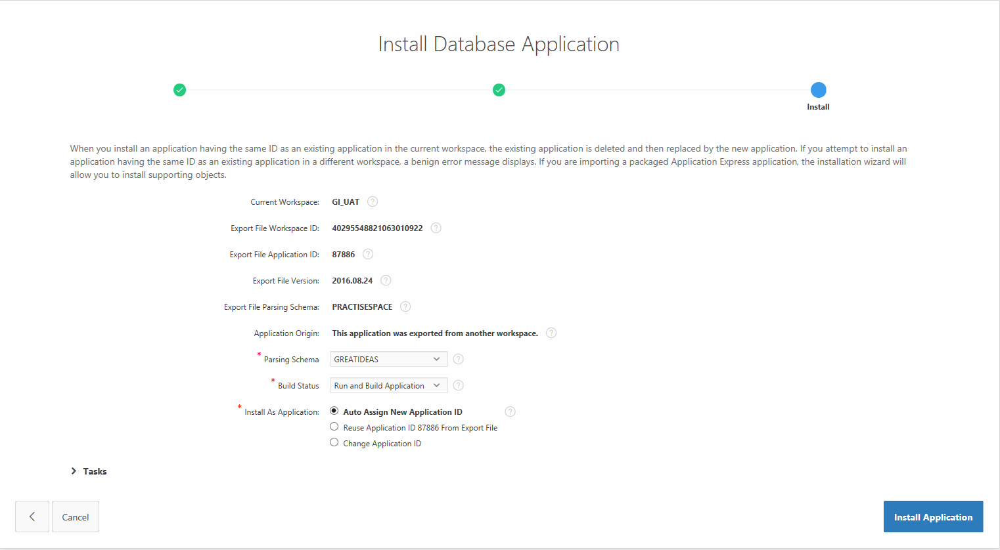 Install Database Application
Install
When you install an application having the same ID as an existing application in the current workspace, the existing application is deleted and then replaced by the new application. If you attempt to install an
application having the same ID as an existing application in a different workspace, a benign error message displays. If you are importing a packaged Application Express application, the installation wizard will
allow you to install supporting objects.
Current Workspace: GI_UAT ?
Export File Workspace ID: 40295548821063010922 ?
Export File Application ID: 87886 ?
Export File Version: 2016.08.24 ?
Export File Parsing Schema: PRACTISESPACE ?
Application Origin: This application was exported from another workspace. ?
* Parsing Schema GREATIDEAS ?
* Build Status Run and Build Application ?
* Install As Application: Auto Assign New Application ID ?
Reuse Application ID 87886 From Export File
Change Application ID
Tasks
Cancel Install Application